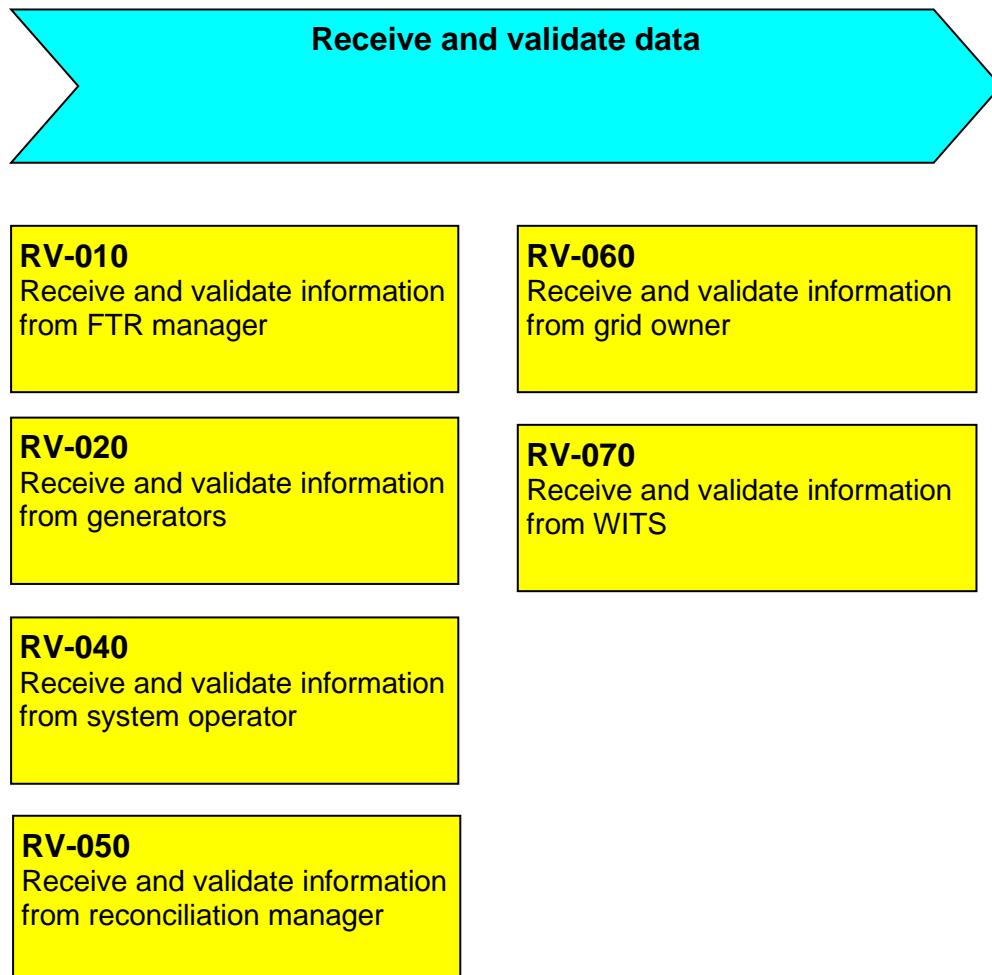 Receive and validate data
RV-010
Receive and validate information
from FTR manager
RV-020
Receive and validate information
from generators
RV-040
Receive and validate information
from system operator
RV-050
Receive and validate information
from reconciliation manager
RV-060
Receive and validate information
from grid owner
RV-070
Receive and validate information
from WITS